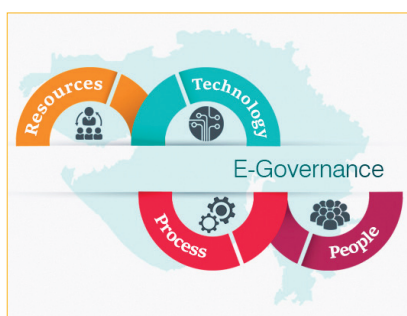 Resources
Technology
E-Governance
Process
People